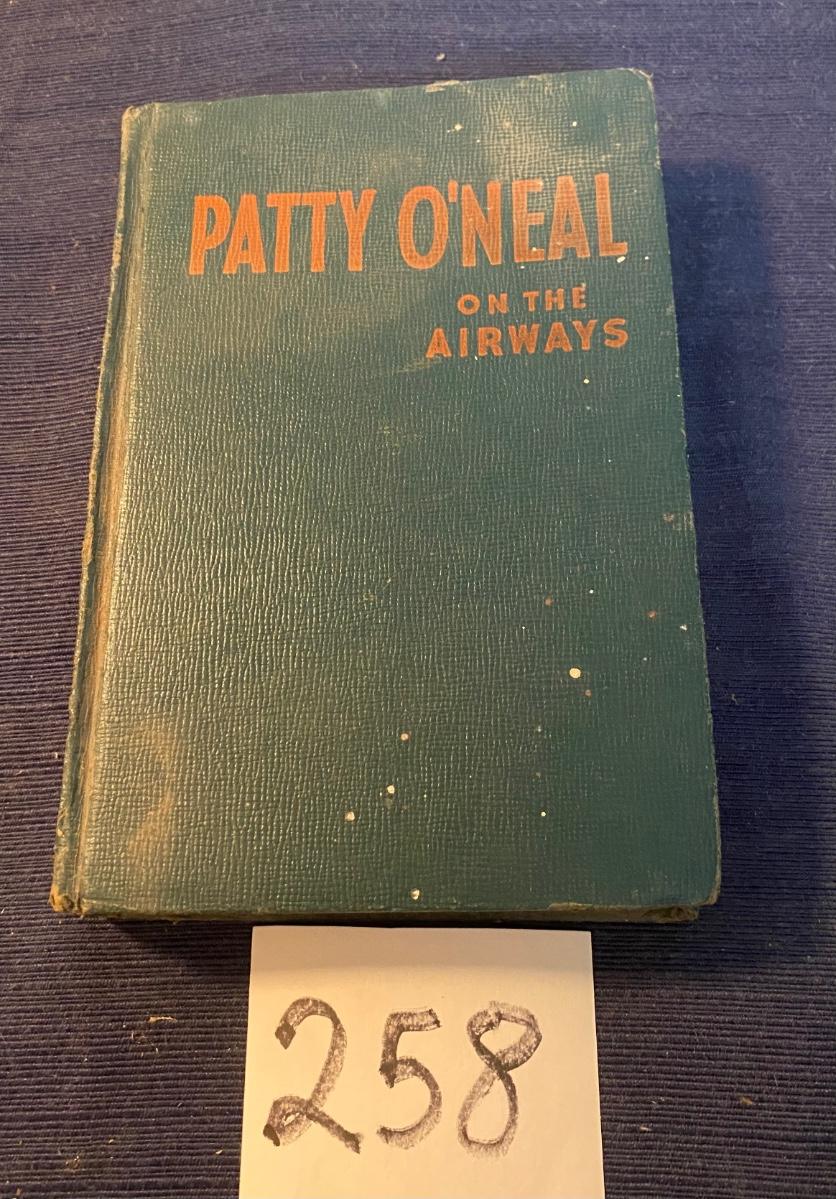 PATTY O'NEAL
ON THE
AIRWAYS
258